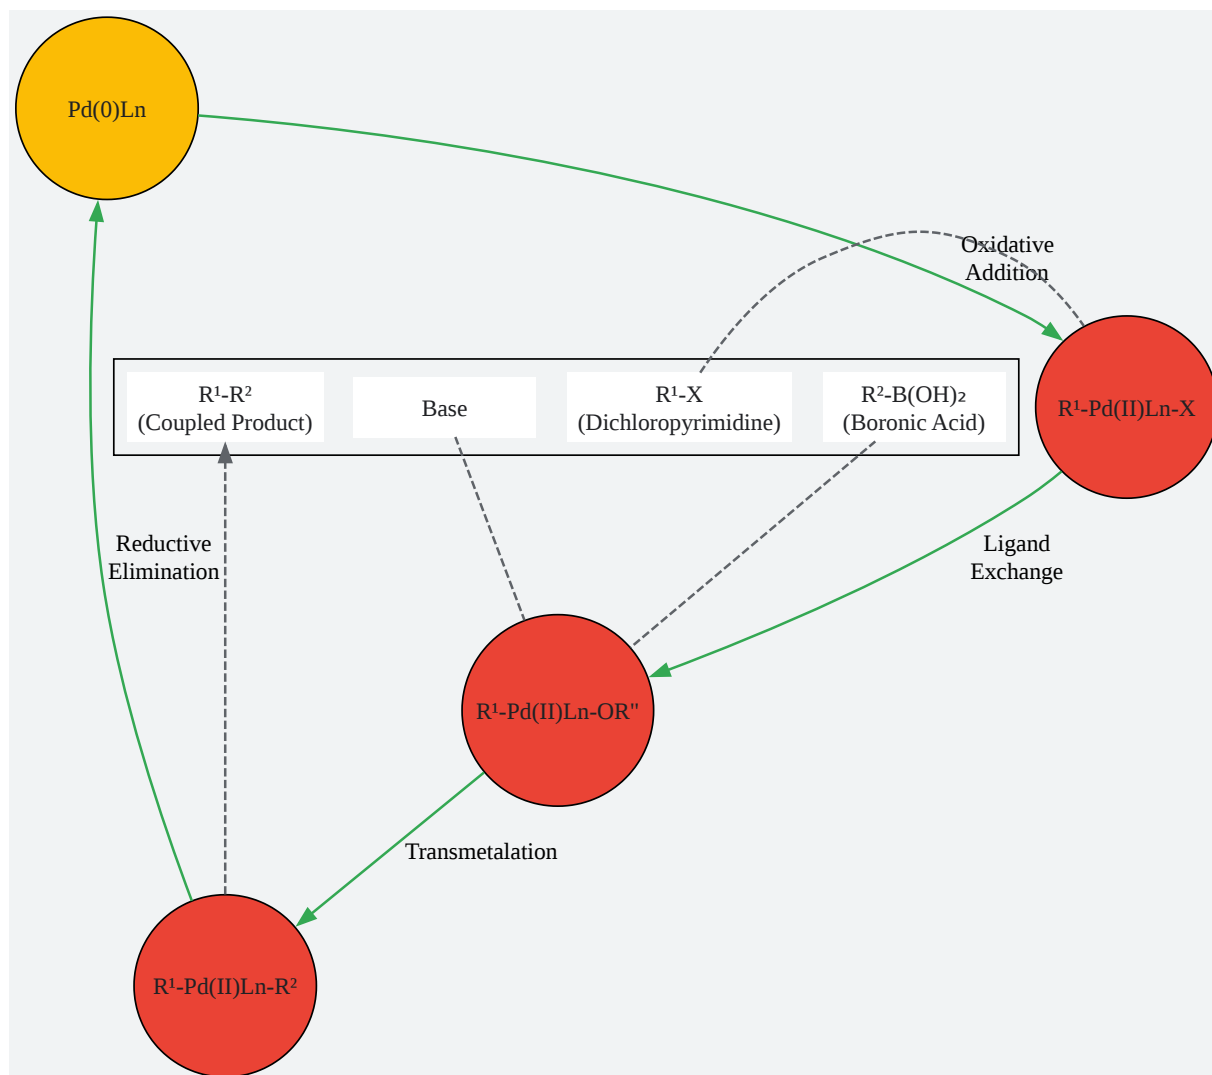 Pd(0)Ln
Oxidative
Addition
R¹-R²
(Coupled Product)
Base
R¹-X
(Dichloropyrimidine)
R²-B(OH)₂
(Boronic Acid)
R¹-Pd(II)Ln-X
Reductive
Elimination
Ligand
Exchange
R¹-Pd(II)Ln-OR"
Transmetalation
R¹-Pd(II)Ln-R²